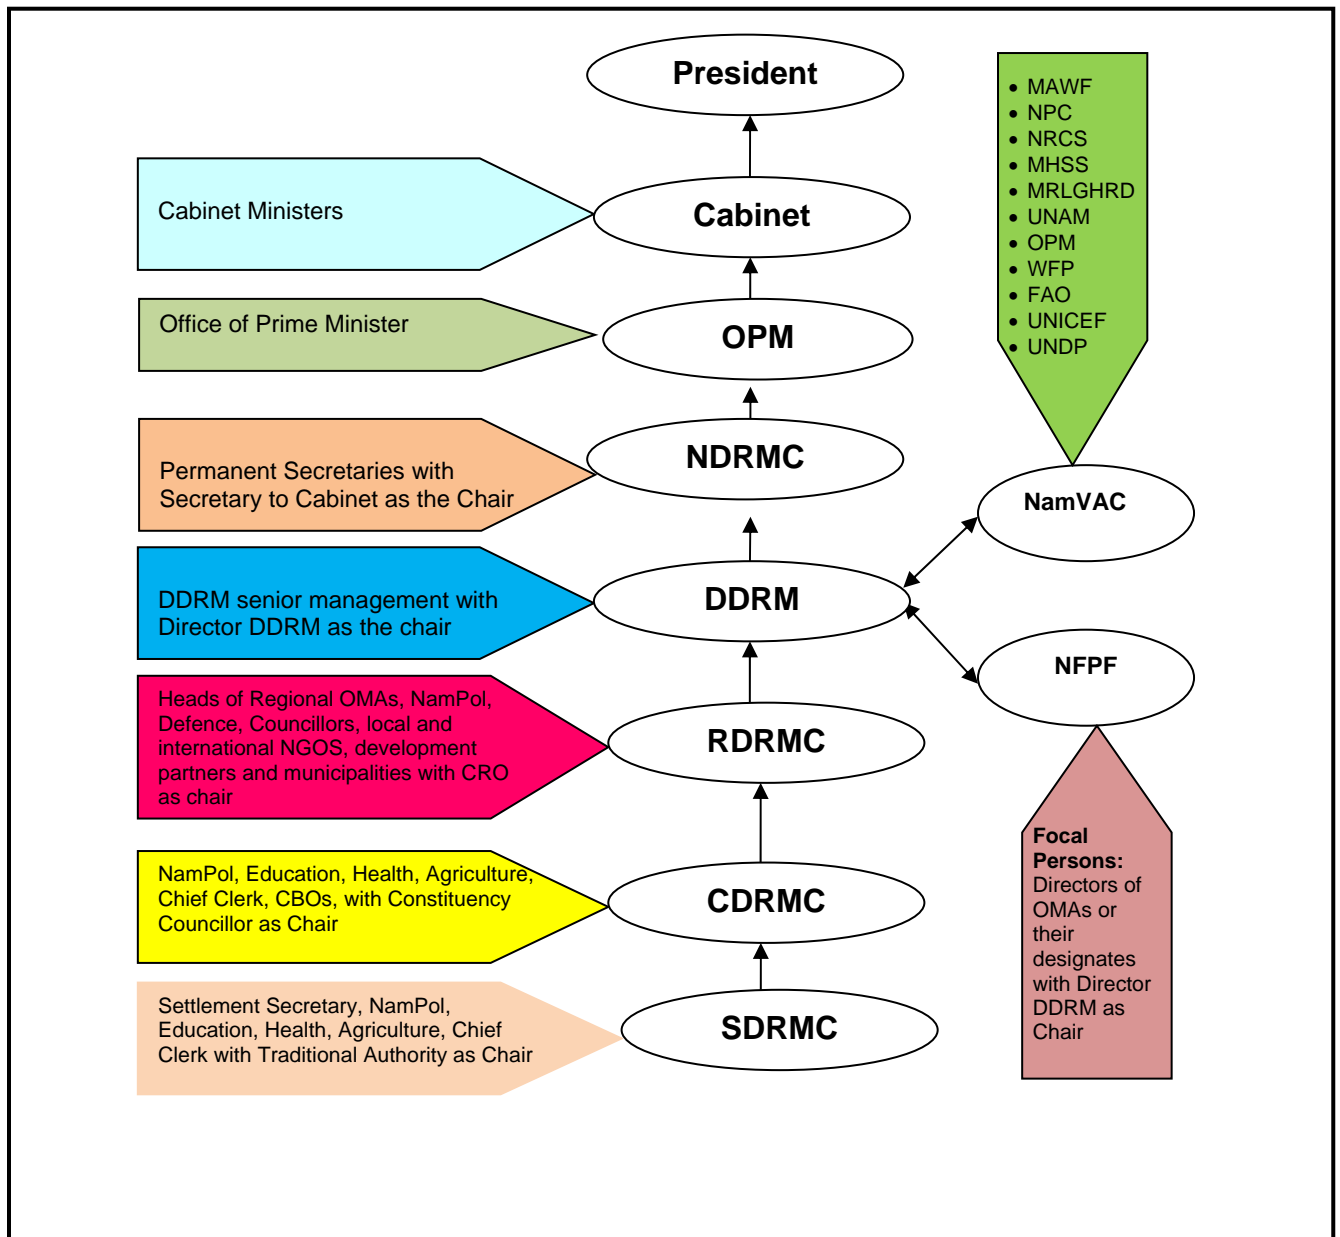 President
Cabinet Ministers
Cabinet
Office of Prime Minister
OPM
Permanent Secretaries with
Secretary to Cabinet as the Chair
NDRMC
DDRM senior management with
Director DDRM as the chair
DDRM
Heads of Regional OMAs, NamPol,
Defence, Councillors, local and
international NGOS, development
partners and municipalities with CRO
as chair
RDRMC
NamPol, Education, Health, Agriculture,
Chief Clerk, CBOs, with Constituency
Councillor as Chair
CDRMC
Settlement Secretary, NamPol,
Education, Health, Agriculture, Chief
Clerk with Traditional Authority as Chair
SDRMC
• MAWF
• NPC
• NRCS
• MHSS
• MRLGHRD
• UNAM
• OPM
• WFP
• FAO
• UNICEF
• UNDP
NamVAC
NFPF
Focal
Persons:
Directors of
OMAs or
their
designates
with Director
DDRM as
Chair